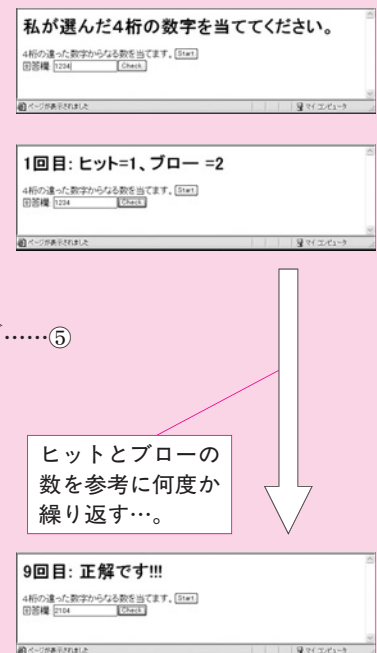 私が選んだ4桁の数字を当ててください。
4桁の違った数字からなる数を当てます。 Start
回答欄 1234 Check
ページが表示されました マイ コンピュータ
1回目: ヒット=1、ブロー =2
4桁の違った数字からなる数を当てます。 Start
回答欄 1234 Check
ページが表示されました マイ コンピュータ
……⑤
ヒットとブローの
数を参考に何度か
繰り返す…。
9回目: 正解です!!!
4桁の違った数字からなる数を当てます。 Start
回答欄 2104 Check
ページが表示されました マイ コンピュータ